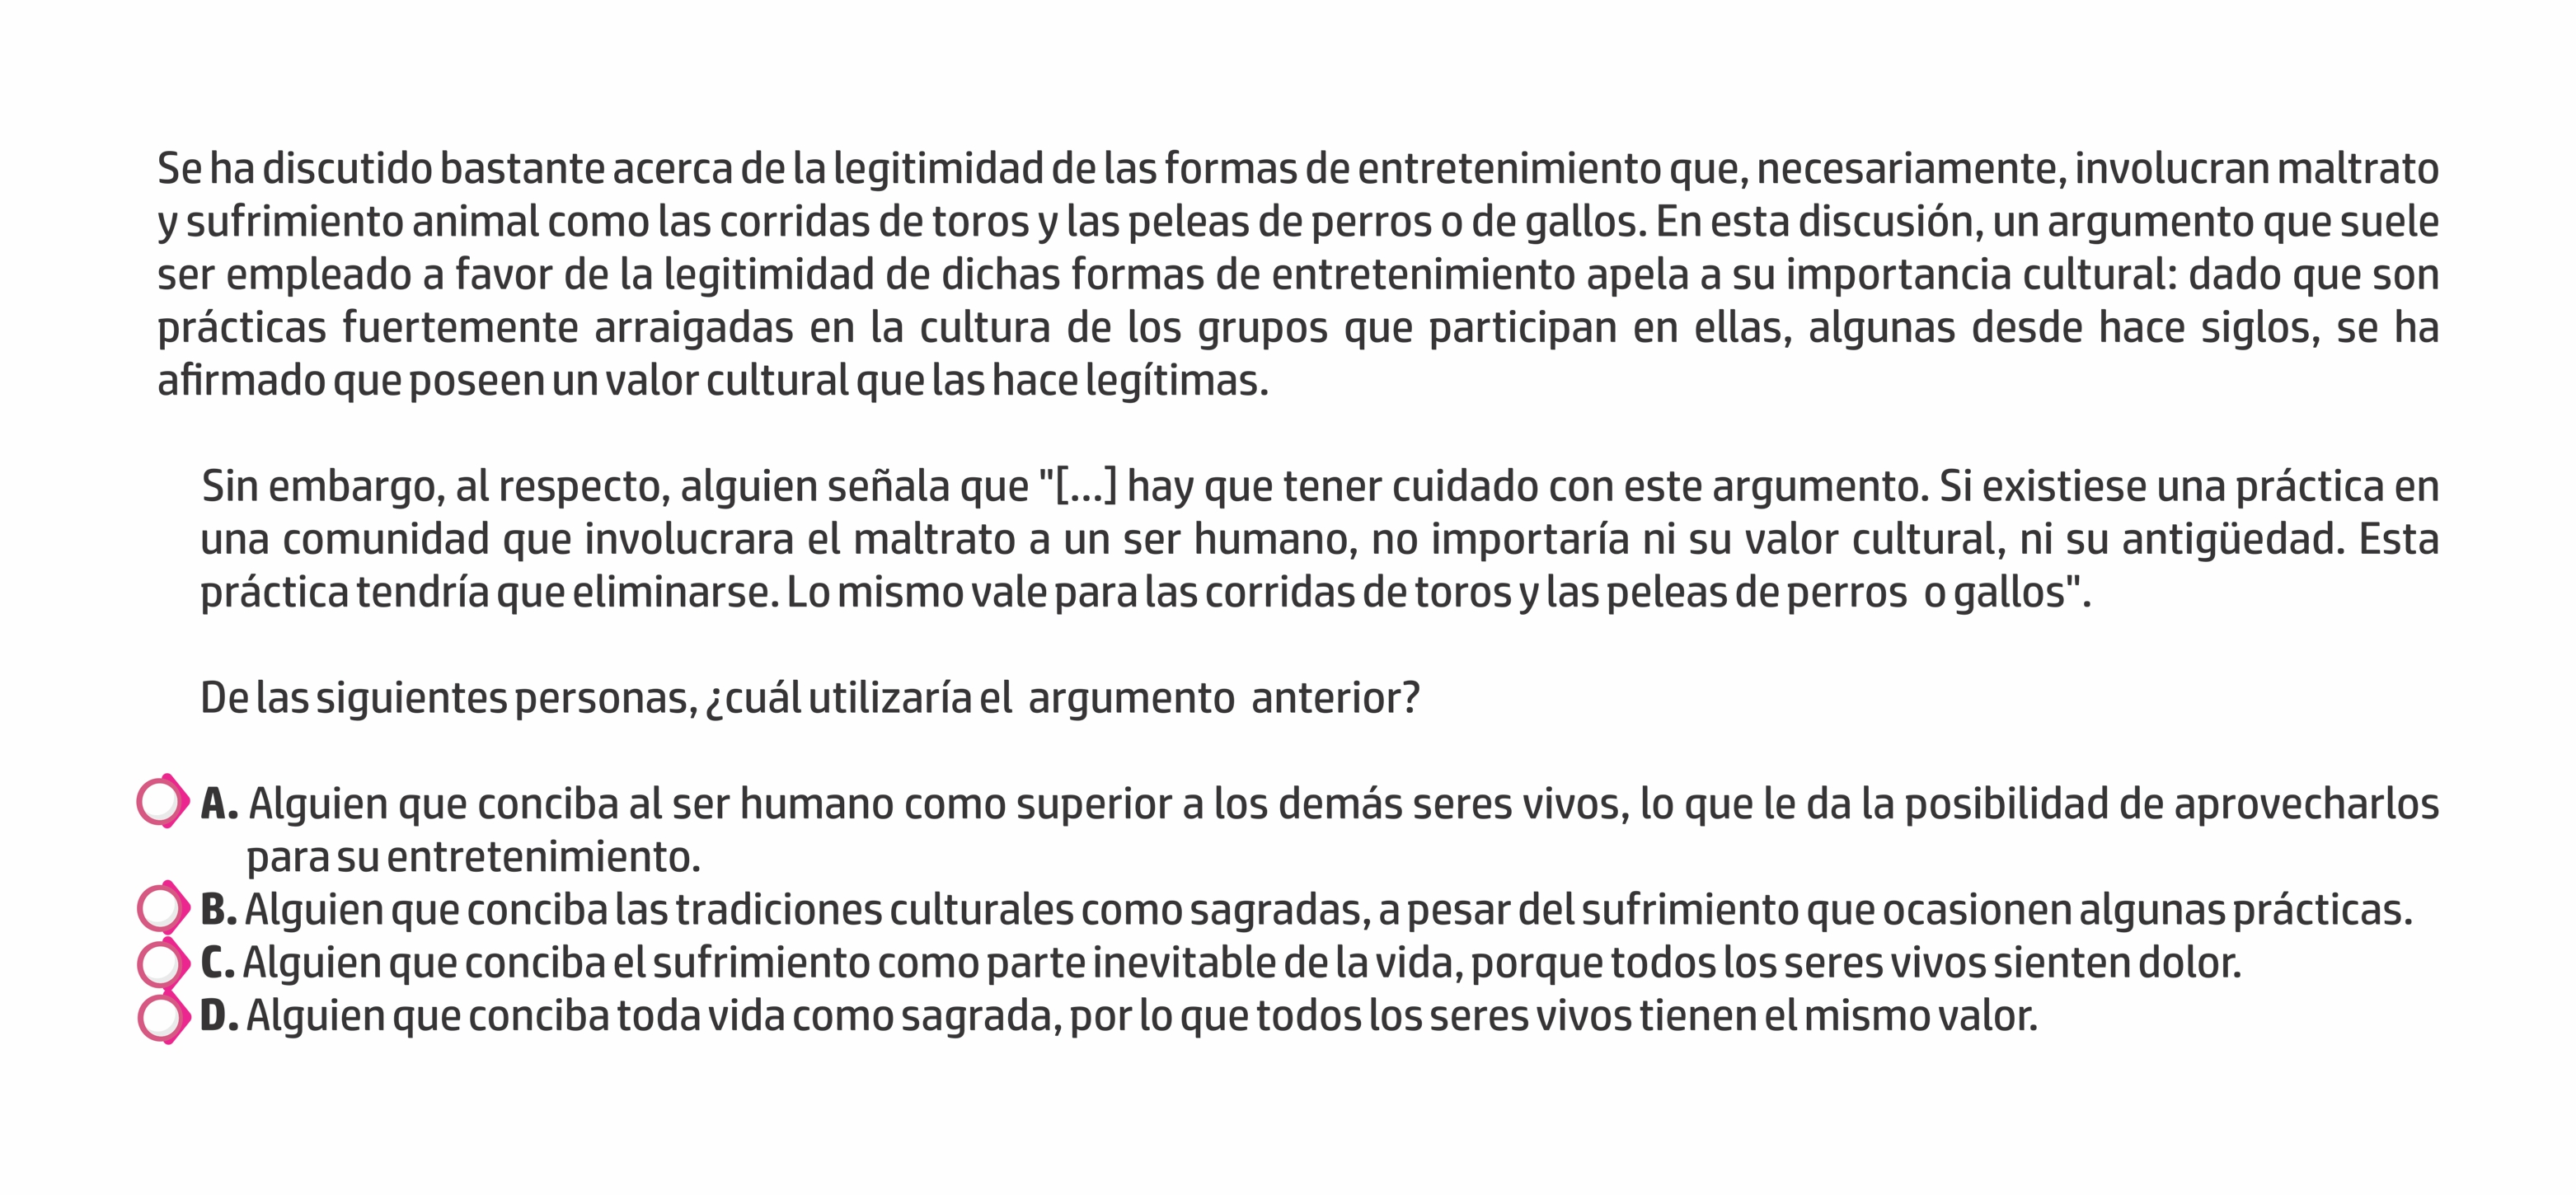 Se ha discutido bastante acerca de la legitimidad de las formas de entretenimiento que, necesariamente, involucran maltrato
y sufrimiento animal como las corridas de toros y las peleas de perros o de gallos. En esta discusión, un argumento que suele
ser empleado a favor de la legitimidad de dichas formas de entretenimiento apela a su importancia cultural: dado que son
prácticas fuertemente arraigadas en la cultura de los grupos que participan en ellas, algunas desde hace siglos, se ha
afirmado que poseen un valor cultural que las hace legítimas.
Sin embargo, al respecto, alguien señala que "[...] hay que tener cuidado con este argumento. Si existiese una práctica en
una comunidad que involucrara el maltrato a un ser humano, no importaría ni su valor cultural, ni su antigüedad. Esta
práctica tendría que eliminarse. Lo mismo vale para las corridas de toros y las peleas de perros o gallos".
De las siguientes personas, ¿cuál utilizaría el argumento anterior?
A. Alguien que conciba al ser humano como superior a los demás seres vivos, lo que le da la posibilidad de aprovecharlos
para su entretenimiento.
B. Alguien que conciba las tradiciones culturales como sagradas, a pesar del sufrimiento que ocasionen algunas prácticas.
C. Alguien que conciba el sufrimiento como parte inevitable de la vida, porque todos los seres vivos sienten dolor.
D. Alguien que conciba toda vida como sagrada, por lo que todos los seres vivos tienen el mismo valor.